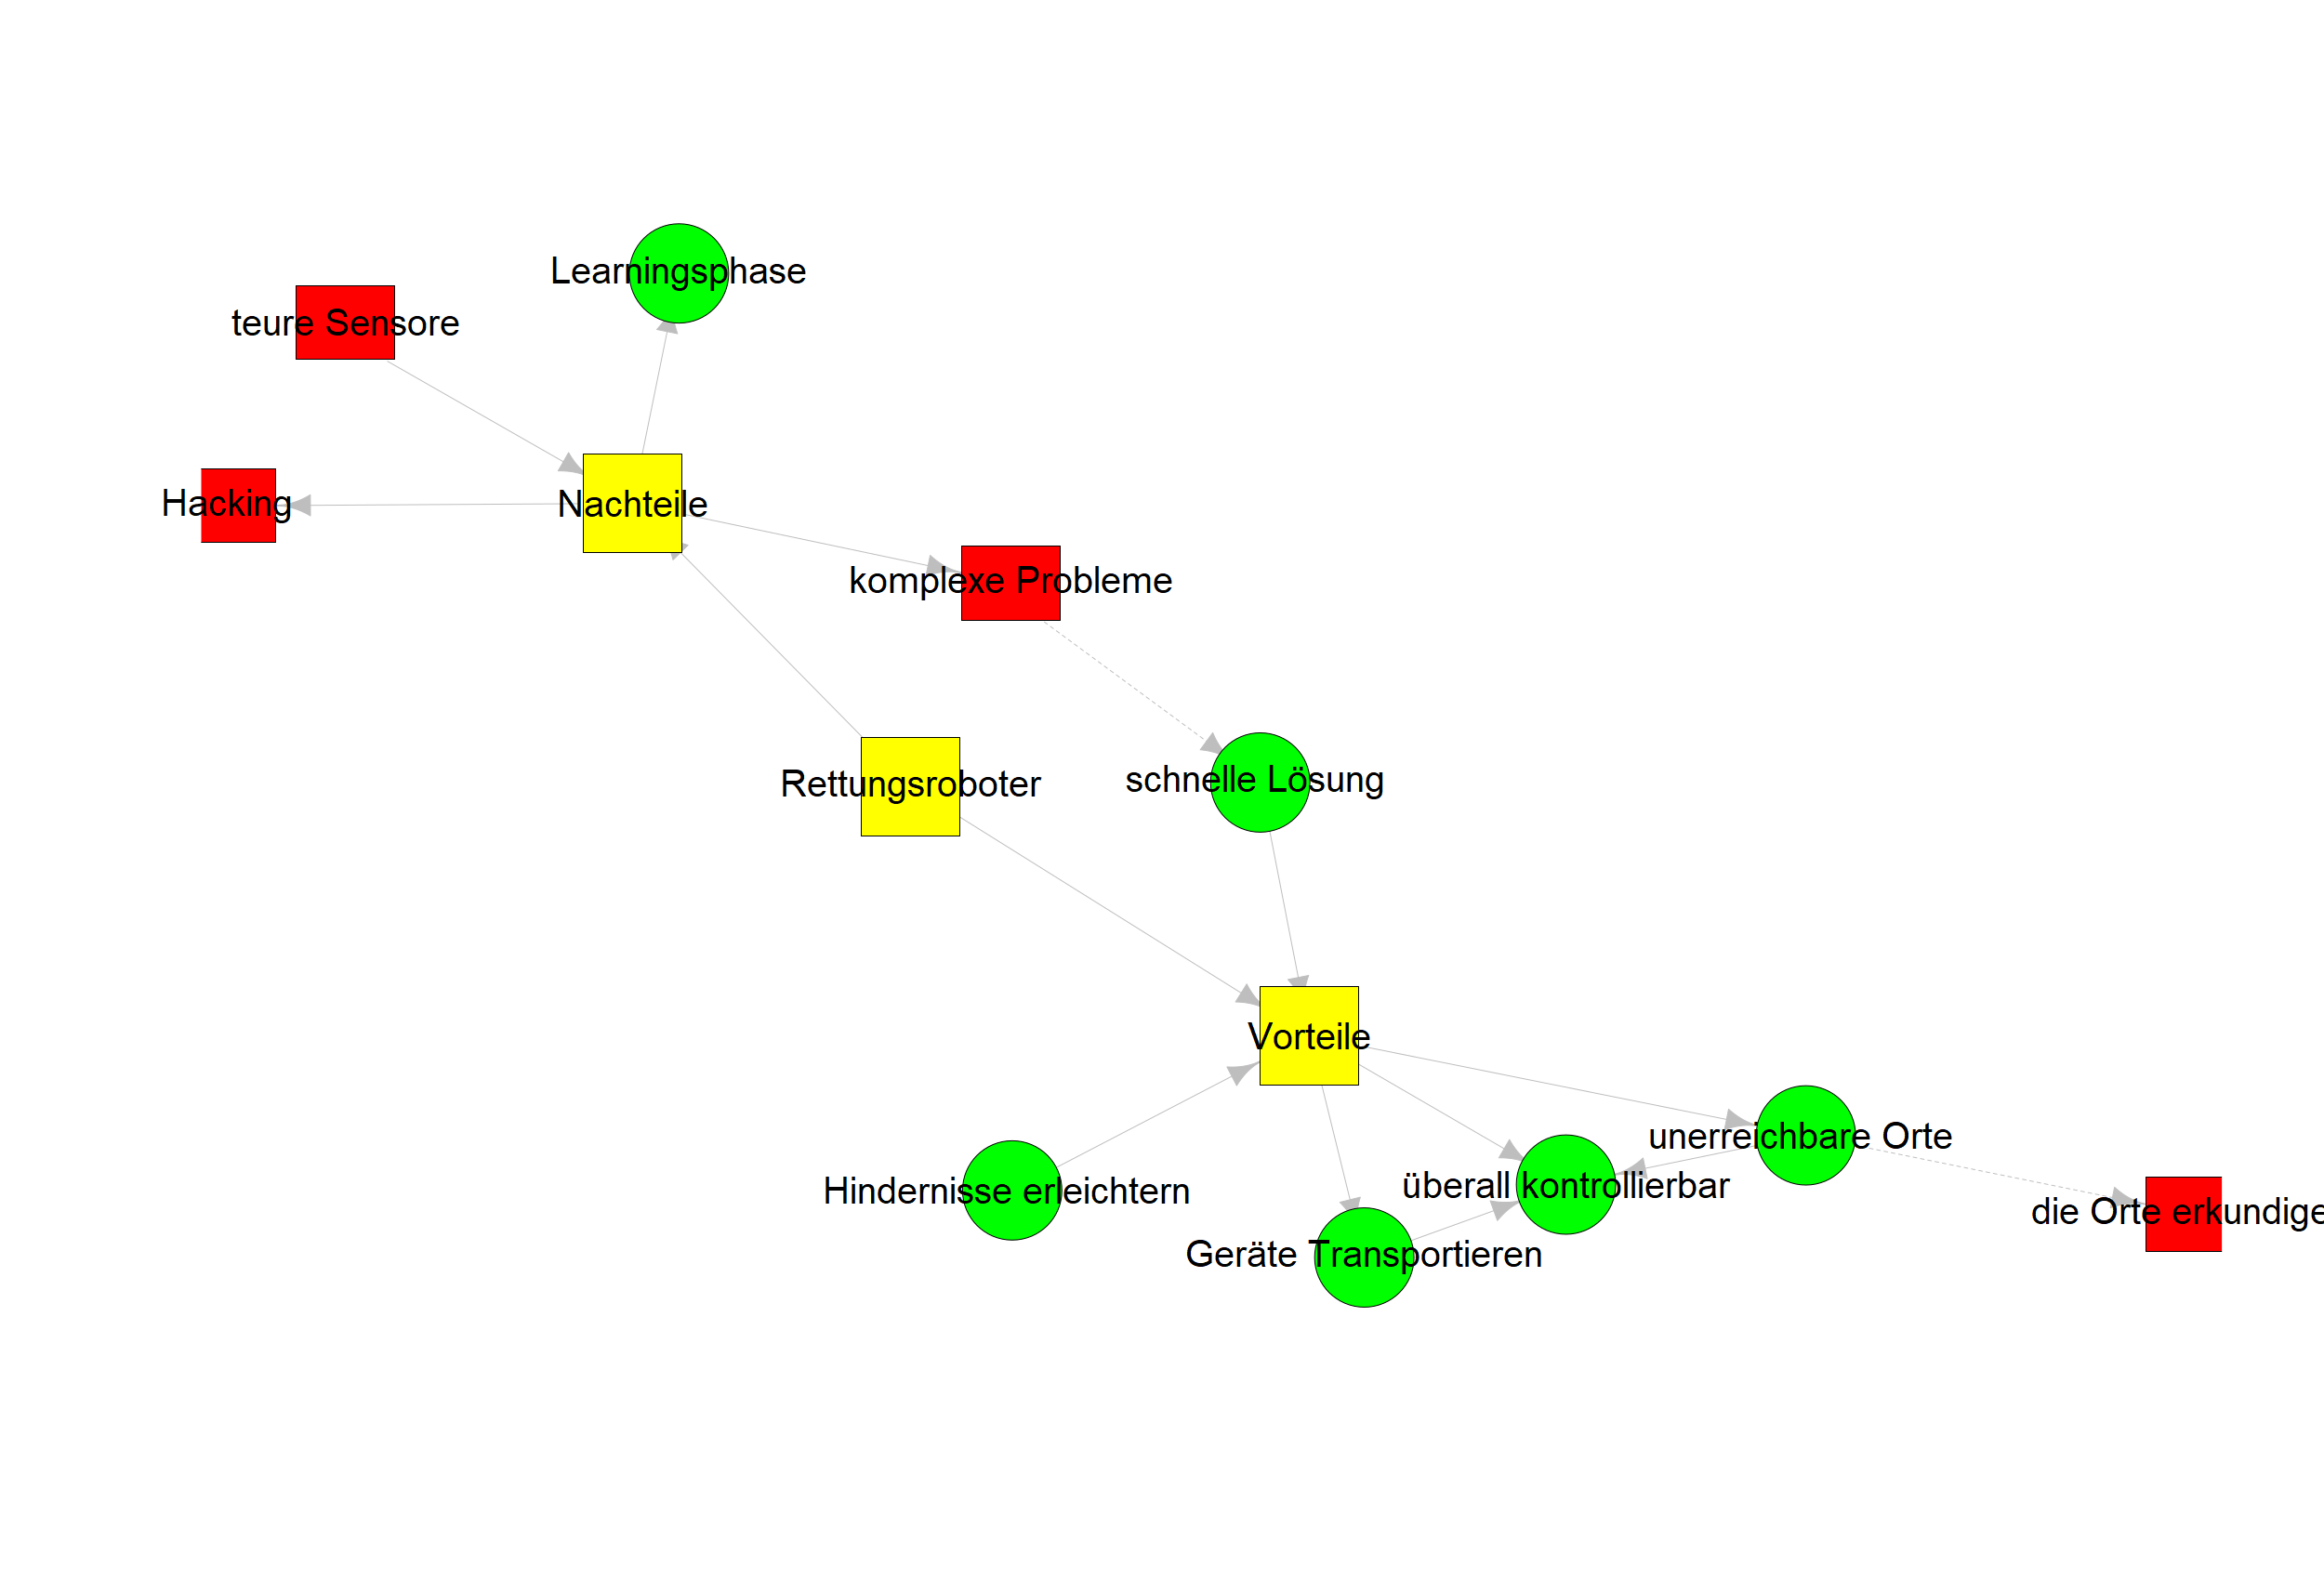 Learningsphase
teure Sensore
Hacking
Nachteile
komplexe Probleme
Rettungsroboter
schnelle Lösung
Vorteile
unerreichbare Orte
Hindernisse erleichtern
überall kontrollierbar
die Orte erkundige
Geräte Transportieren